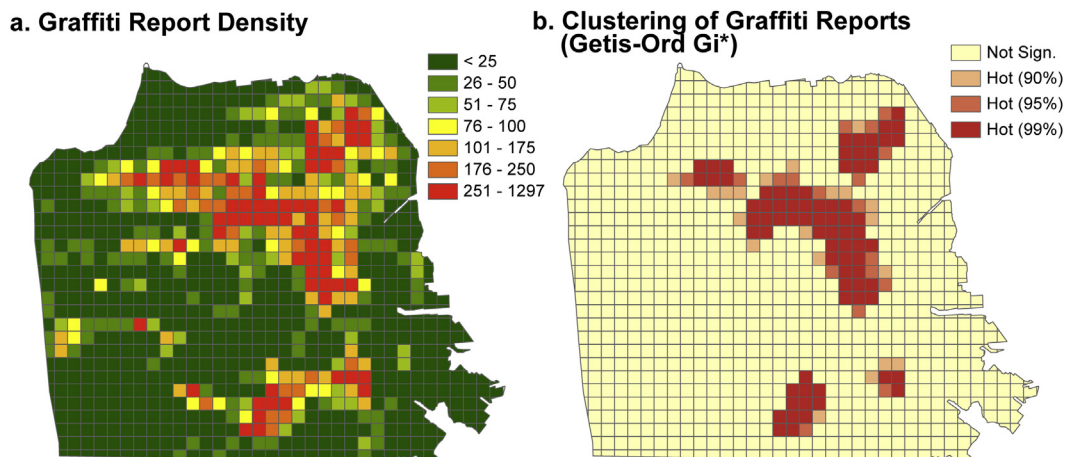 a. Graffiti Report Density
< 25
26 - 50
51 - 75
76 - 100
101 - 175
176 - 250
251 - 1297
b. Clustering of Graffiti Reports
(Getis-Ord Gi*)
Not Sign.
Hot (90%)
Hot (95%)
Hot (99%)